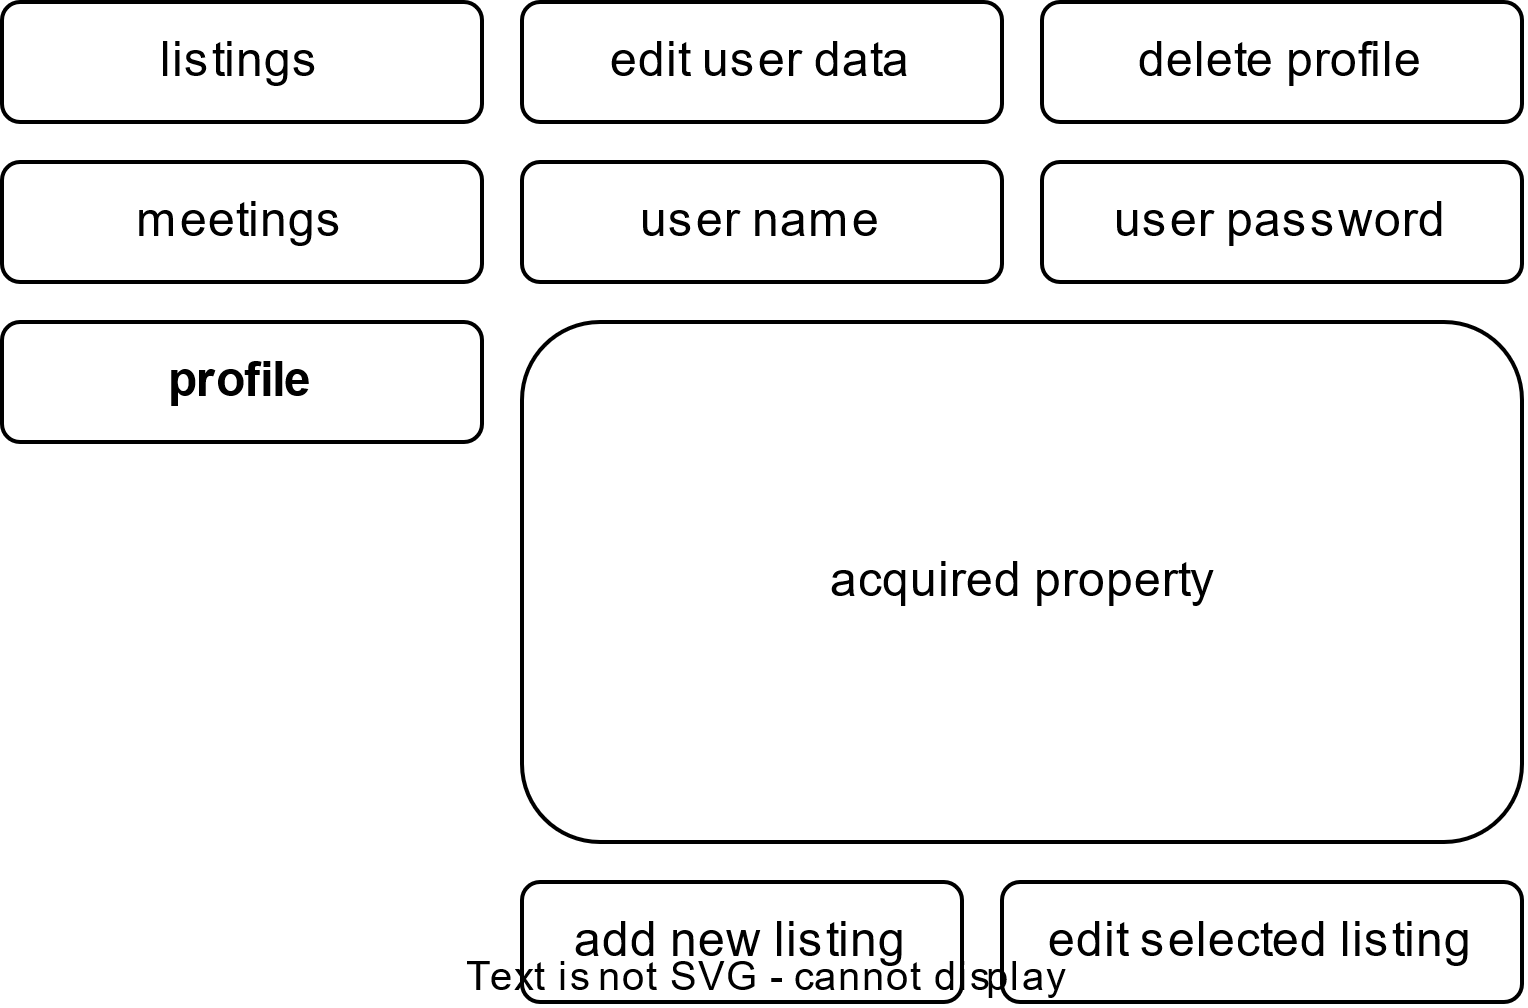 listings
edit user data
delete profile
meetings
user name
user password
profile
acquired property
add new listing
edit selected listing
Text is not SVG - cannot display